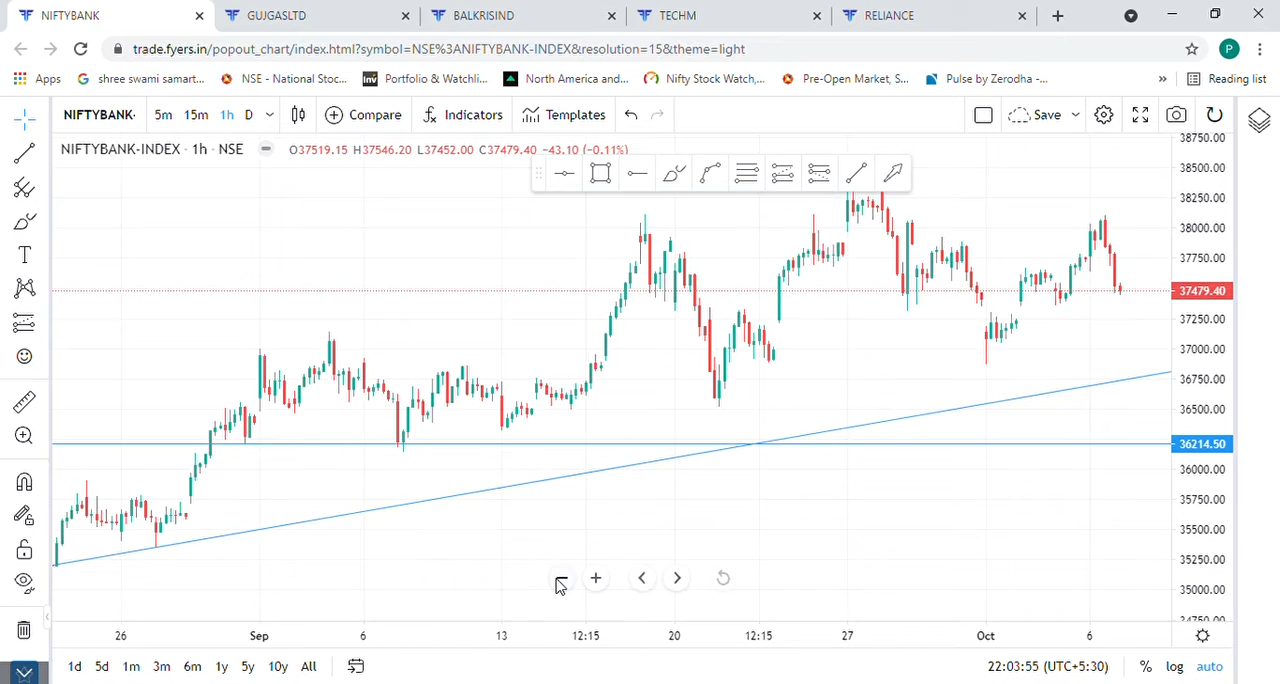 NIFTYBANK GUJGASLTD BALKRISIND TECHM RELIANCE
trade.fyers.in/popout_chart/index.html?symbol=NSE%3ANIFTYBANK-INDEX&resolution=15&theme=light P
Apps G shree swami samart... NSE - National Stoc... Inv Portfolio & Watchli... North America and... Nifty Stock Watch,... Pre-Open Market, S... Pulse by Zerodha -... » Reading list
NIFTYBANK- 5m 15m 1h D Compare Indicators Templates Save
NIFTYBANK-INDEX · 1h · NSE O37519.15 H37546.20 L37452.00 C37479.40 −43.10 (−0.11%)
38750.00
38500.00
38250.00
38000.00
37750.00
37479.40
37250.00
37000.00
36750.00
36500.00
36214.50
36000.00
35750.00
35500.00
35250.00
35000.00
34750.00
26 Sep 6 13 12:15 20 12:15 27 Oct 6
1d 5d 1m 3m 6m 1y 5y 10y All 22:03:55 (UTC+5:30) % log auto